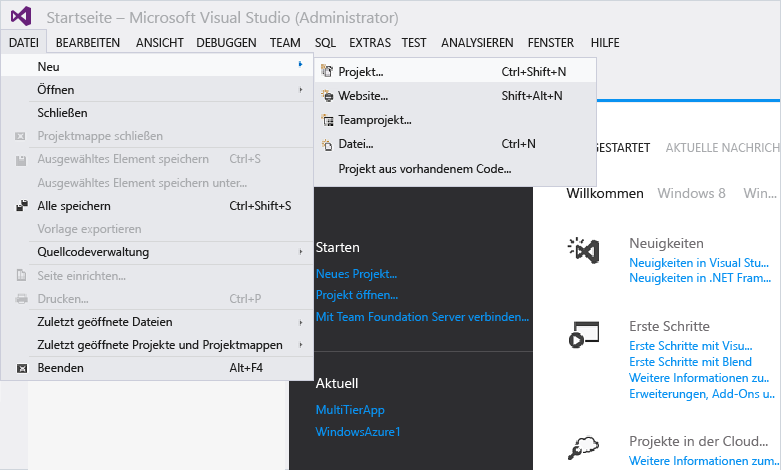 Startseite – Microsoft Visual Studio (Administrator)
DATEI BEARBEITEN ANSICHT DEBUGGEN TEAM SQL EXTRAS TEST ANALYSIEREN FENSTER HILFE
Neu
Öffnen
Schließen
Projektmappe schließen
Ausgewähltes Element speichern Ctrl+S
Ausgewähltes Element speichern unter...
Alle speichern Ctrl+Shift+S
Vorlage exportieren
Quellcodeverwaltung
Seite einrichten...
Drucken... Ctrl+P
Zuletzt geöffnete Dateien
Zuletzt geöffnete Projekte und Projektmappen
Beenden Alt+F4
Projekt... Ctrl+Shift+N
Website... Shift+Alt+N
Teamprojekt...
Datei... Ctrl+N
Projekt aus vorhandenem Code...
Starten
Neues Projekt...
Projekt öffnen...
Mit Team Foundation Server verbinden...
Aktuell
MultiTierApp
WindowsAzure1
GESTARTET AKTUELLE NACHRICH
Willkommen Windows 8 Win...
Neuigkeiten
Neuigkeiten in Visual Stu...
Neuigkeiten in .NET Fram...
Erste Schritte
Erste Schritte mit Visu...
Erste Schritte mit Blend
Weitere Informationen zu..
Erweiterungen, Add-Ons u..
Projekte in der Cloud...
Weitere Informationen zum..